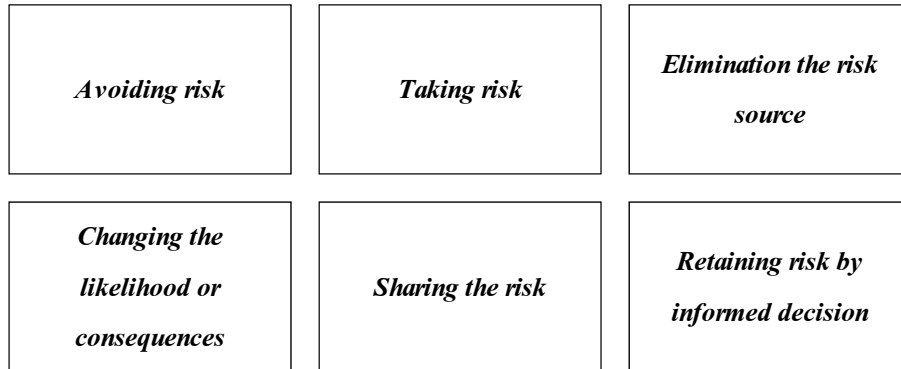 Avoiding risk
Taking risk
Elimination the risk
source
Changing the
likelihood or
consequences
Sharing the risk
Retaining risk by
informed decision